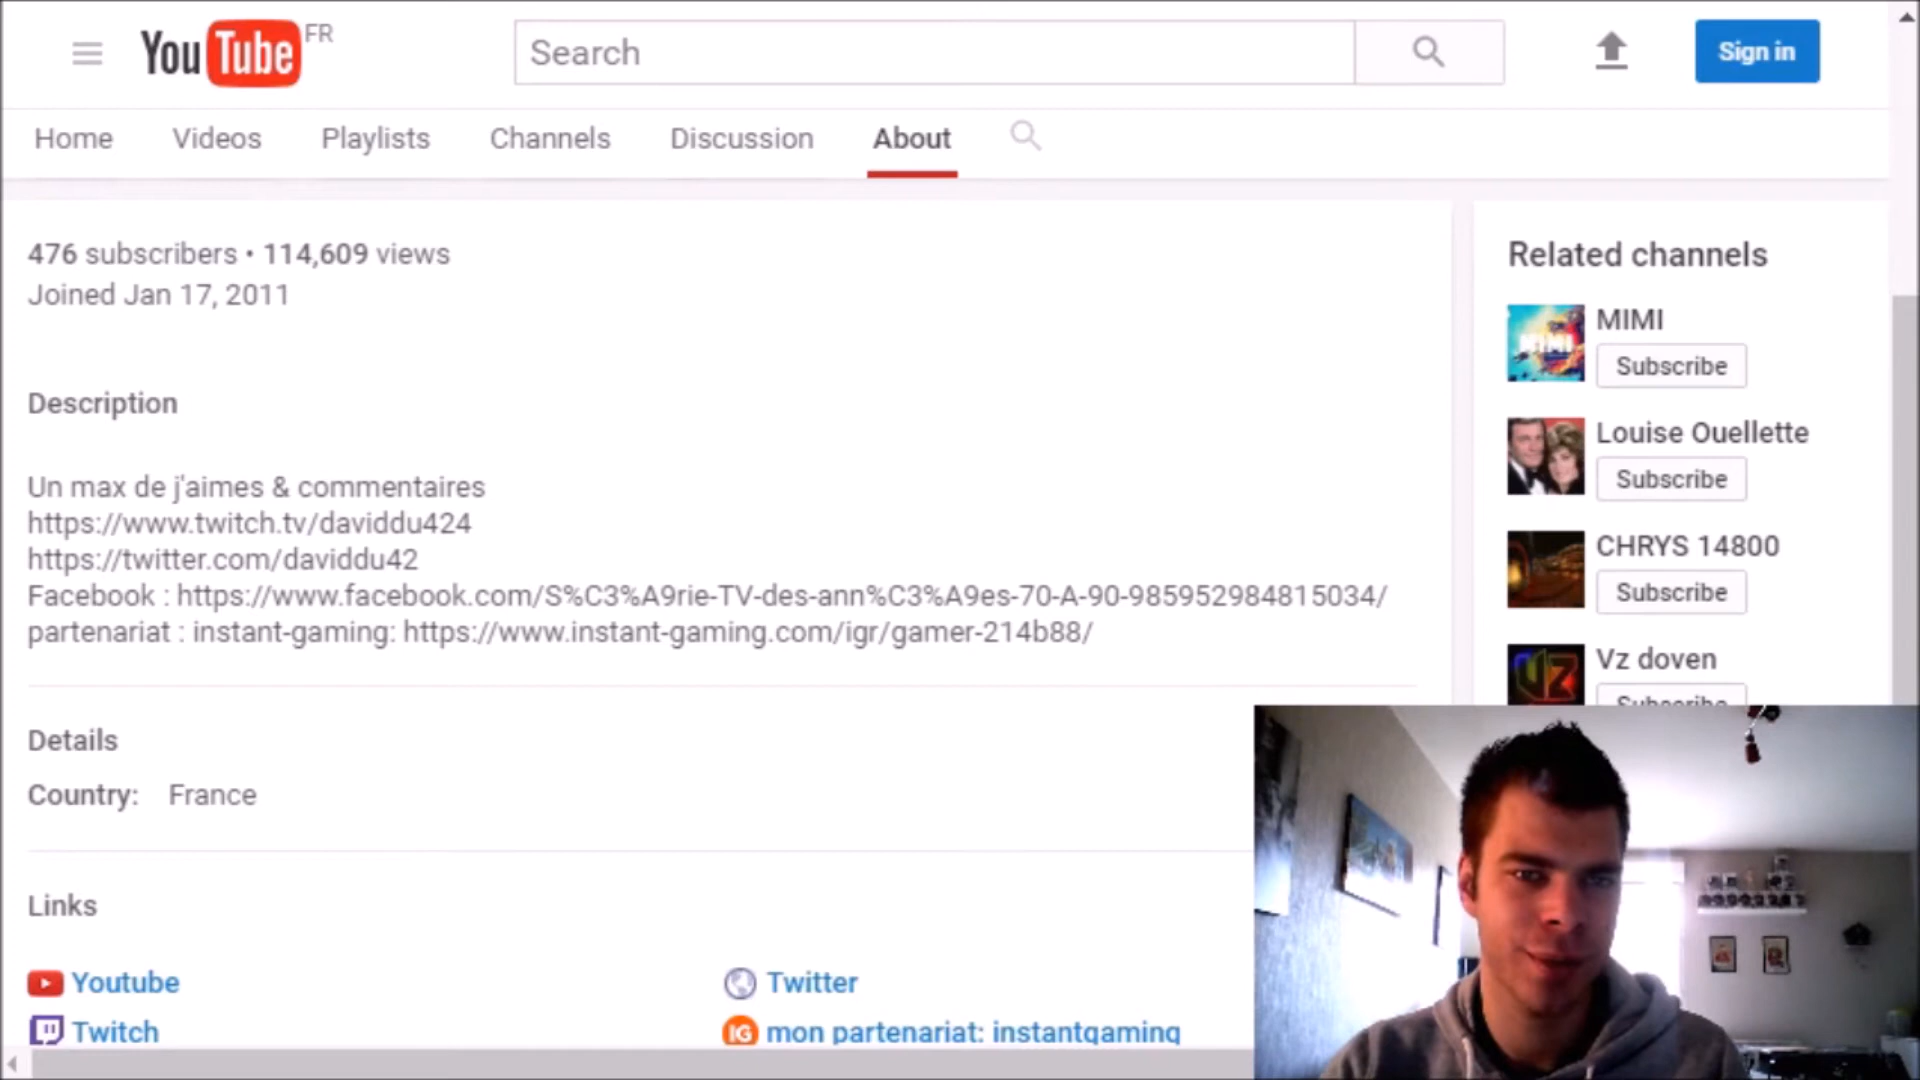 YouTube FR
Search
Sign in
Home Videos Playlists Channels Discussion About
476 subscribers • 114,609 views
Joined Jan 17, 2011
Description
Un max de j'aimes & commentaires
https://www.twitch.tv/daviddu424
https://twitter.com/daviddu42
Facebook : https://www.facebook.com/S%C3%A9rie-TV-des-ann%C3%A9es-70-A-90-985952984815034/
partenariat : instant-gaming: https://www.instant-gaming.com/igr/gamer-214b88/
Details
Country: France
Links
Youtube
Twitter
Twitch
IG mon partenariat: instantgaming
Related channels
MIMI
Subscribe
Louise Ouellette
Subscribe
CHRYS 14800
Subscribe
VZ
Vz doven
Subscribe